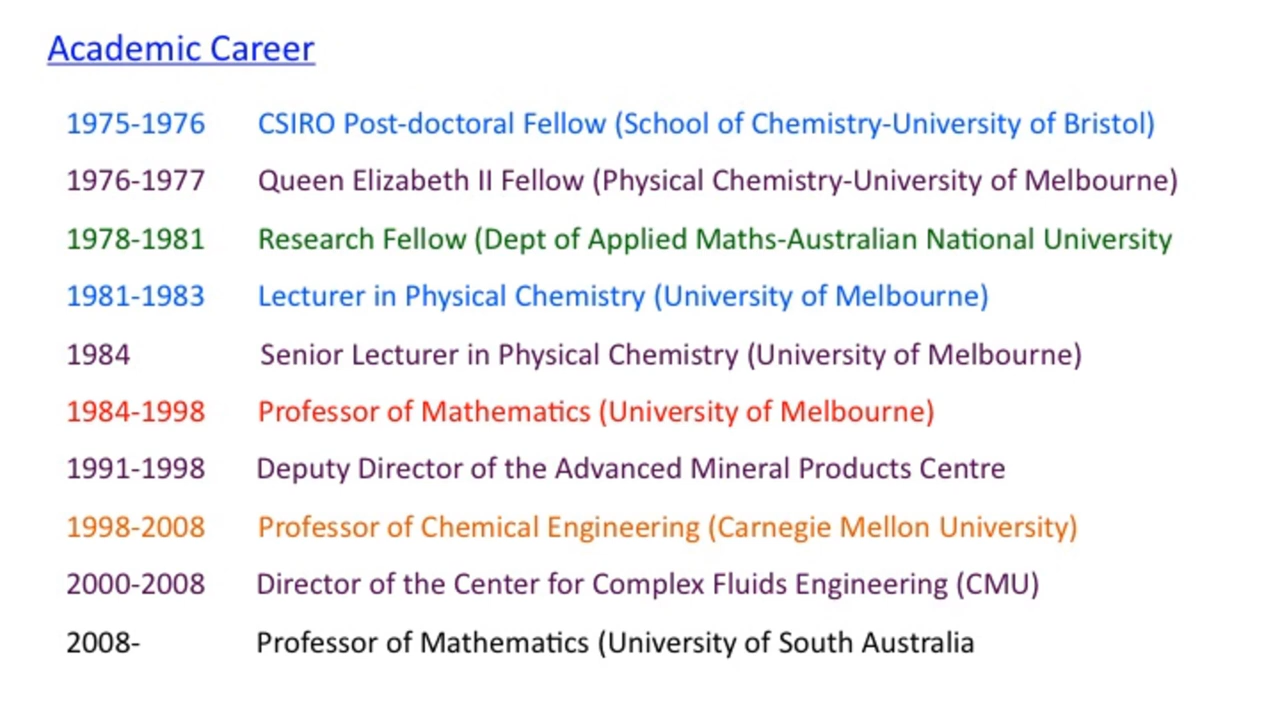 Academic Career
1975-1976 CSIRO Post-doctoral Fellow (School of Chemistry-University of Bristol)
1976-1977 Queen Elizabeth II Fellow (Physical Chemistry-University of Melbourne)
1978-1981 Research Fellow (Dept of Applied Maths-Australian National University
1981-1983 Lecturer in Physical Chemistry (University of Melbourne)
1984 Senior Lecturer in Physical Chemistry (University of Melbourne)
1984-1998 Professor of Mathematics (University of Melbourne)
1991-1998 Deputy Director of the Advanced Mineral Products Centre
1998-2008 Professor of Chemical Engineering (Carnegie Mellon University)
2000-2008 Director of the Center for Complex Fluids Engineering (CMU)
2008- Professor of Mathematics (University of South Australia